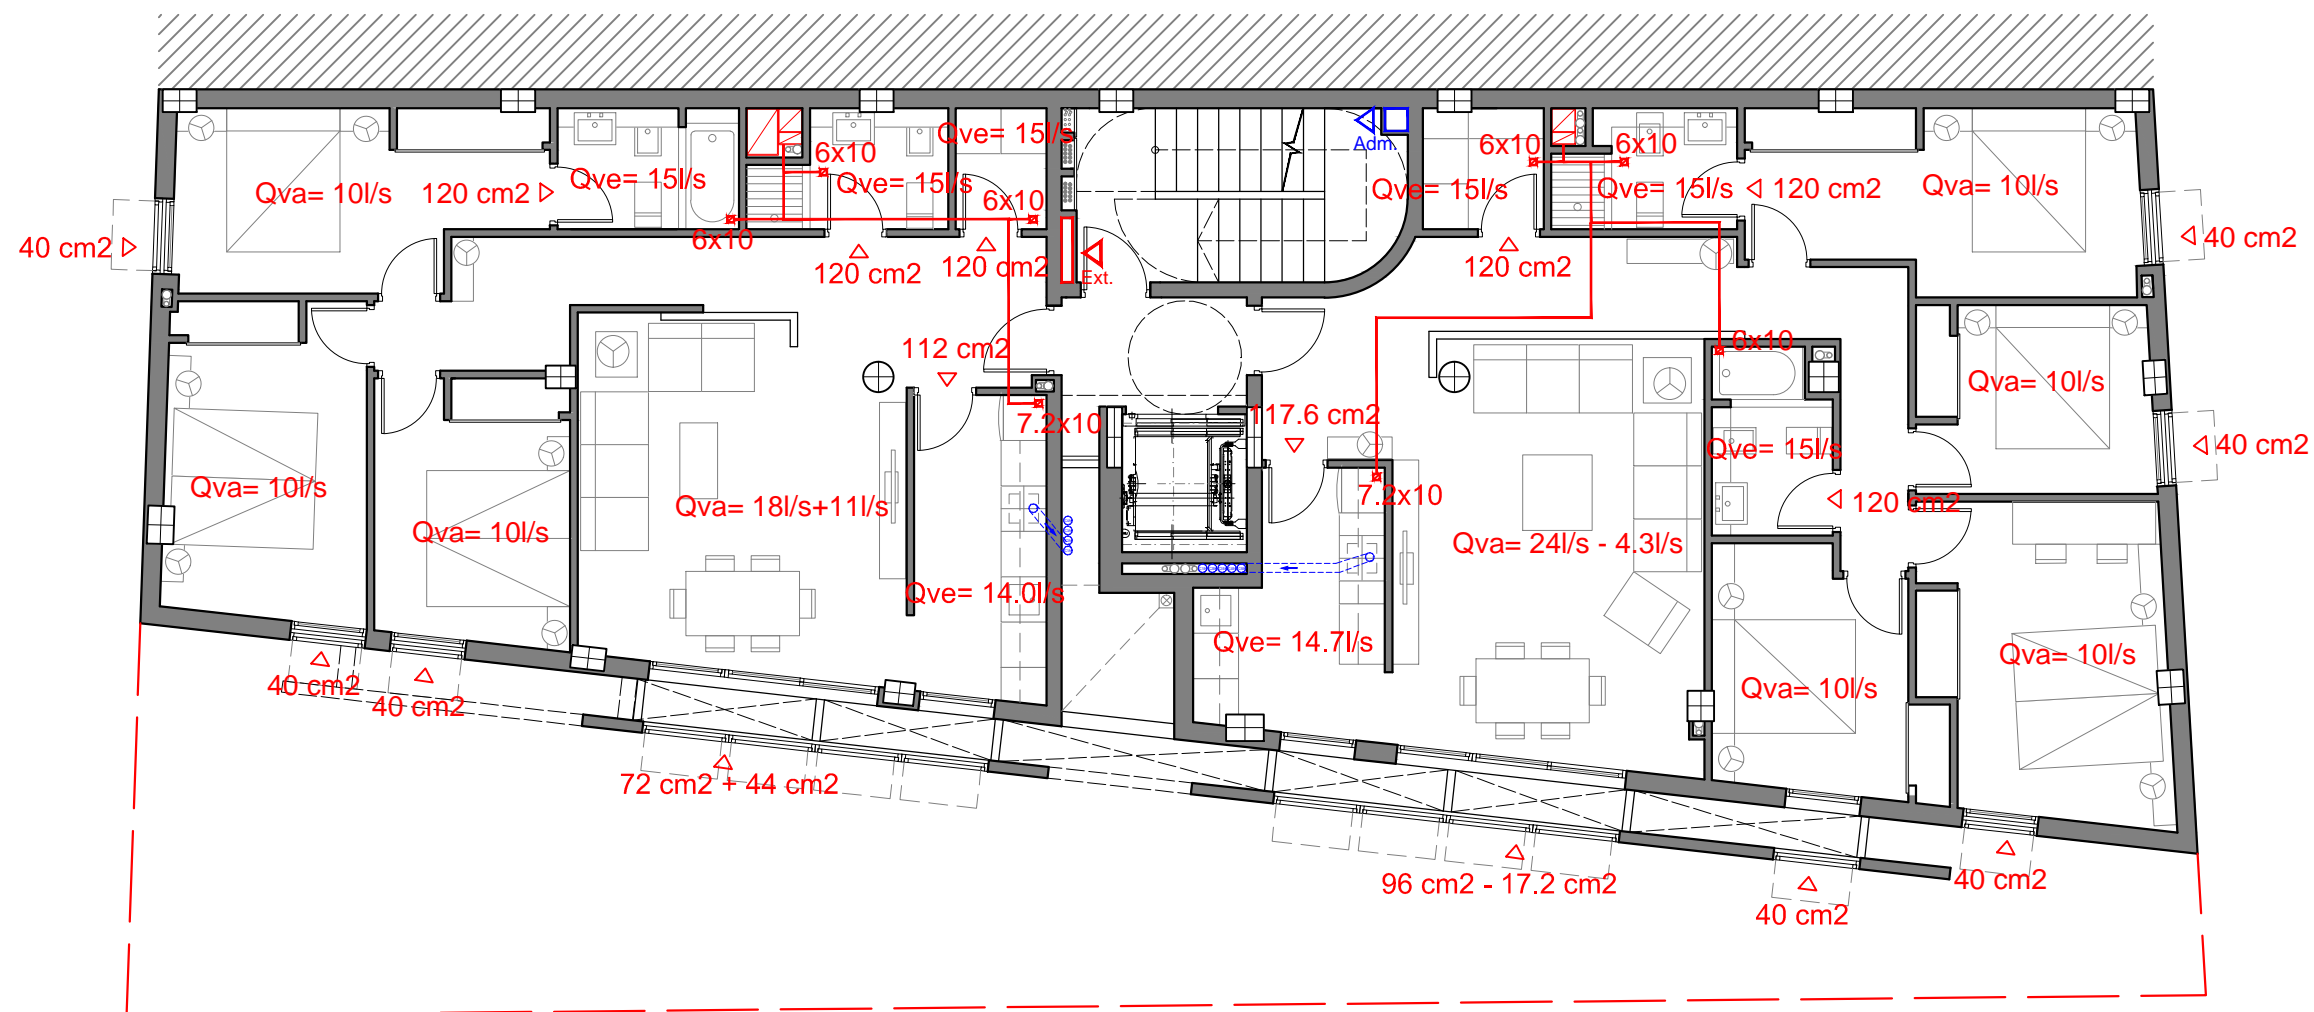 Qve= 15l/s
Adm.
6x10
6x10
6x10
Qva= 10l/s
120 cm2
Qve= 15l/s
Qve= 15l/s
6x10
6x10
Qve= 15l/s
Qve= 15l/s
120 cm2
Qva= 10l/s
40 cm2
120 cm2
120 cm2
Ext.
120 cm2
40 cm2
112 cm2
6x10
Qva= 10l/s
7.2x10
117.6 cm2
40 cm2
Qva= 10l/s
Qva= 10l/s
Qva= 18l/s+11l/s
7.2x10
Qve= 15l/s
120 cm2
Qva= 24l/s - 4.3l/s
Qve= 14.0l/s
Qve= 14.7l/s
Qva= 10l/s
Qva= 10l/s
40 cm2
40 cm2
72 cm2 + 44 cm2
96 cm2 - 17.2 cm2
40 cm2
40 cm2